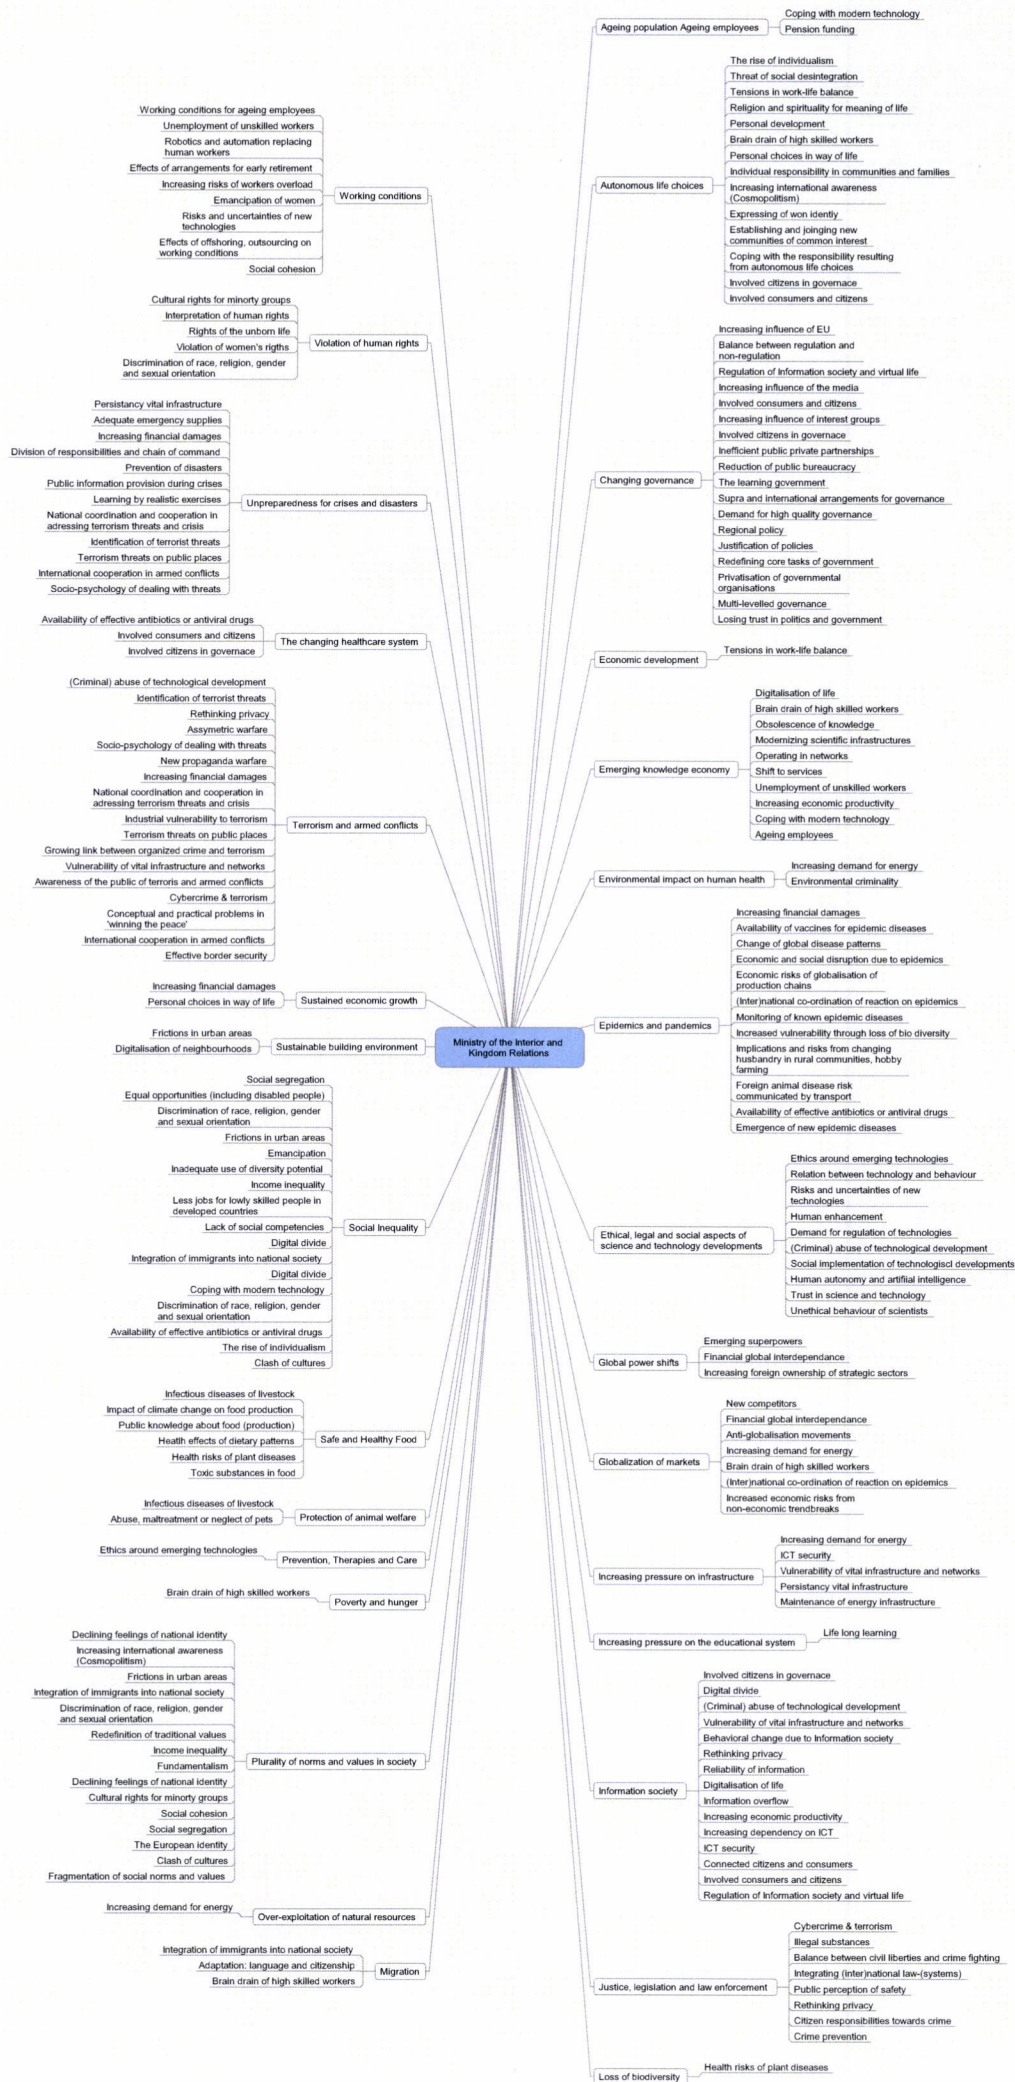 Ministry of the Interior and
Kingdom Relations
Ageing population Ageing employees
Coping with modern technology
Pension funding
Autonomous life choices
The rise of individualism
Threat of social desintegration
Tensions in work-life balance
Religion and spirituality for meaning of life
Personal development
Brain drain of high skilled workers
Personal choices in way of life
Individual responsibility in communities and families
Increasing international awareness
(Cosmopolitism)
Expressing of won identiy
Establishing and joinging new
communities of common interest
Coping with the responsibility resulting
from autonomous life choices
Involved citizens in governace
Involved consumers and citizens
Changing governance
Increasing influence of EU
Balance between regulation and
non-regulation
Regulation of Information society and virtual life
Increasing influence of the media
Involved consumers and citizens
Increasing influence of interest groups
Involved citizens in governace
Inefficient public private partnerships
Reduction of public bureaucracy
The learning government
Supra and international arrangements for governance
Demand for high quality governance
Regional policy
Justification of policies
Redefining core tasks of government
Privatisation of governmental
organisations
Multi-levelled governance
Losing trust in politics and government
Economic development
Tensions in work-life balance
Emerging knowledge economy
Digitalisation of life
Brain drain of high skilled workers
Obsolescence of knowledge
Modernizing scientific infrastructures
Operating in networks
Shift to services
Unemployment of unskilled workers
Increasing economic productivity
Coping with modern technology
Ageing employees
Environmental impact on human health
Increasing demand for energy
Environmental criminality
Epidemics and pandemics
Increasing financial damages
Availability of vaccines for epidemic diseases
Change of global disease patterns
Economic and social disruption due to epidemics
Economic risks of globalisation of
production chains
(Inter)national co-ordination of reaction on epidemics
Monitoring of known epidemic diseases
Increased vulnerability through loss of bio diversity
Implications and risks from changing
husbandry in rural communities, hobby
farming
Foreign animal disease risk
communicated by transport
Availability of effective antibiotics or antiviral drugs
Emergence of new epidemic diseases
Ethical, legal and social aspects of
science and technology developments
Ethics around emerging technologies
Relation between technology and behaviour
Risks and uncertainties of new
technologies
Human enhancement
Demand for regulation of technologies
(Criminal) abuse of technological development
Social implementation of technologiscl developments
Human autonomy and artifiial intelligence
Trust in science and technology
Unethical behaviour of scientists
Global power shifts
Emerging superpowers
Financial global interdependance
Increasing foreign ownership of strategic sectors
Globalization of markets
New competitors
Financial global interdependance
Anti-globalisation movements
Increasing demand for energy
Brain drain of high skilled workers
(Inter)national co-ordination of reaction on epidemics
Increased economic risks from
non-economic trendbreaks
Increasing pressure on infrastructure
Increasing demand for energy
ICT security
Vulnerability of vital infrastructure and networks
Persistancy vital infrastructure
Maintenance of energy infrastructure
Increasing pressure on the educational system
Life long learning
Information society
Involved citizens in governace
Digital divide
(Criminal) abuse of technological development
Vulnerability of vital infrastructure and networks
Behavioral change due to Information society
Rethinking privacy
Reliability of information
Digitalisation of life
Information overflow
Increasing economic productivity
Increasing dependency on ICT
ICT security
Connected citizens and consumers
Involved consumers and citizens
Regulation of Information society and virtual life
Justice, legislation and law enforcement
Cybercrime & terrorism
Illegal substances
Balance between civil liberties and crime fighting
Integrating (inter)national law-(systems)
Public perception of safety
Rethinking privacy
Citizen responsibilities towards crime
Crime prevention
Loss of biodiversity
Health risks of plant diseases
Working conditions
Working conditions for ageing employees
Unemployment of unskilled workers
Robotics and automation replacing
human workers
Effects of arrangements for early retirement
Increasing risks of workers overload
Emancipation of women
Risks and uncertainties of new
technologies
Effects of offshoring, outsourcing on
working conditions
Social cohesion
Violation of human rights
Cultural rights for minorty groups
Interpretation of human rights
Rights of the unborn life
Violation of women's rigths
Discrimination of race, religion, gender
and sexual orientation
Unpreparedness for crises and disasters
Persistancy vital infrastructure
Adequate emergency supplies
Increasing financial damages
Division of responsibilities and chain of command
Prevention of disasters
Public information provision during crises
Learning by realistic exercises
National coordination and cooperation in
adressing terrorism threats and crisis
Identification of terrorist threats
Terrorism threats on public places
International cooperation in armed conflicts
Socio-psychology of dealing with threats
The changing healthcare system
Availability of effective antibiotics or antiviral drugs
Involved consumers and citizens
Involved citizens in governace
Terrorism and armed conflicts
(Criminal) abuse of technological development
Identification of terrorist threats
Rethinking privacy
Assymetric warfare
Socio-psychology of dealing with threats
New propaganda warfare
Increasing financial damages
National coordination and cooperation in
adressing terrorism threats and crisis
Industrial vulnerability to terrorism
Terrorism threats on public places
Growing link between organized crime and terrorism
Vulnerability of vital infrastructure and networks
Awareness of the public of terroris and armed conflicts
Cybercrime & terrorism
Conceptual and practical problems in
'winning the peace'
International cooperation in armed conflicts
Effective border security
Sustained economic growth
Increasing financial damages
Personal choices in way of life
Sustainable building environment
Frictions in urban areas
Digitalisation of neighbourhoods
Social Inequality
Social segregation
Equal opportunities (including disabled people)
Discrimination of race, religion, gender
and sexual orientation
Frictions in urban areas
Emancipation
Inadequate use of diversity potential
Income inequality
Less jobs for lowly skilled people in
developed countries
Lack of social competencies
Digital divide
Integration of immigrants into national society
Digital divide
Coping with modern technology
Discrimination of race, religion, gender
and sexual orientation
Availability of effective antibiotics or antiviral drugs
The rise of individualism
Clash of cultures
Safe and Healthy Food
Infectious diseases of livestock
Impact of climate change on food production
Public knowledge about food (production)
Heatlh effects of dietary patterns
Health risks of plant diseases
Toxic substances in food
Protection of animal welfare
Infectious diseases of livestock
Abuse, maltreatment or neglect of pets
Prevention, Therapies and Care
Ethics around emerging technologies
Poverty and hunger
Brain drain of high skilled workers
Plurality of norms and values in society
Declining feelings of national identity
Increasing international awareness
(Cosmopolitism)
Frictions in urban areas
Integration of immigrants into national society
Discrimination of race, religion, gender
and sexual orientation
Redefinition of traditional values
Income inequality
Fundamentalism
Declining feelings of national identity
Cultural rights for minorty groups
Social cohesion
Social segregation
The European identity
Clash of cultures
Fragmentation of social norms and values
Over-exploitation of natural resources
Increasing demand for energy
Migration
Integration of immigrants into national society
Adaptation: language and citizenship
Brain drain of high skilled workers